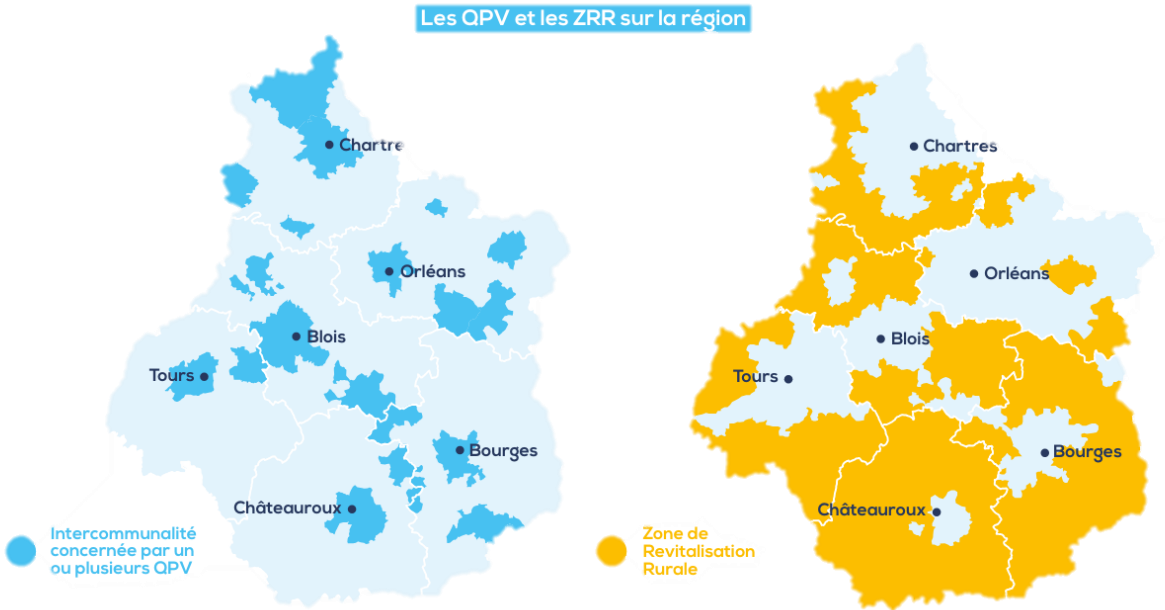 Les QPV et les ZRR sur la région
Chartre
Orléans
Blois
Tours
Bourges
Châteauroux
Intercommunalité
concernée par un
ou plusieurs QPV
Chartres
Orléans
Blois
Tours
Bourges
Châteauroux
Zone de
Revitalisation
Rurale